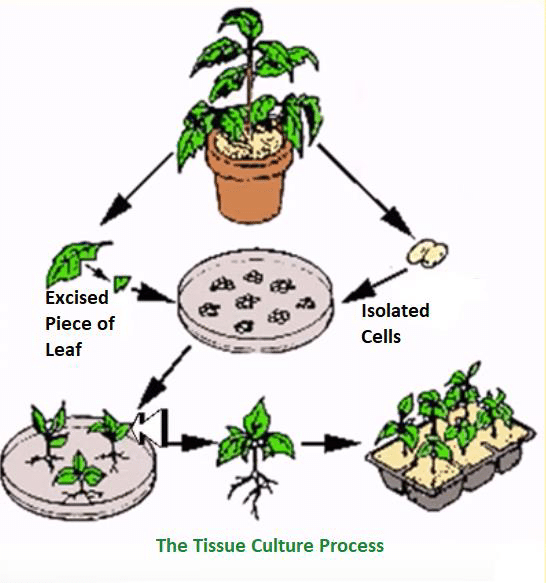 Excised
Piece of
Leaf
Isolated
Cells
The Tissue Culture Process